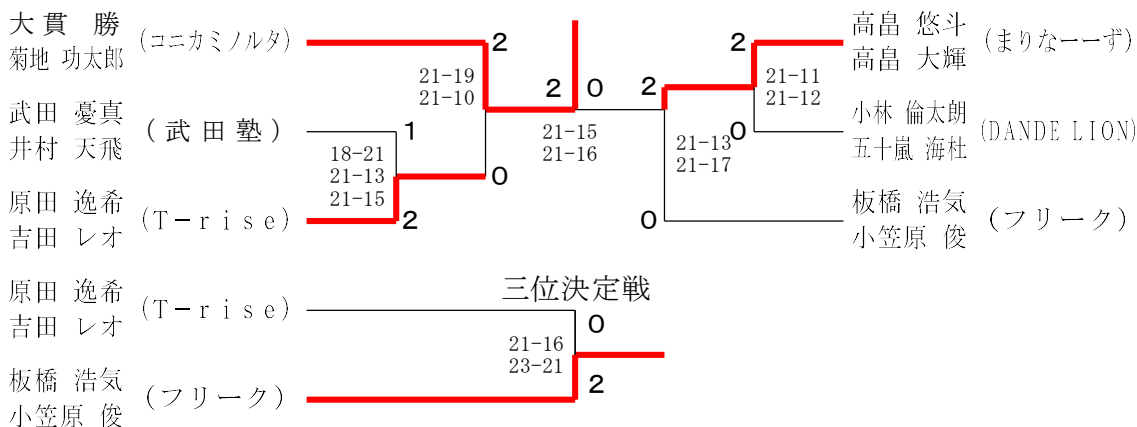 大貫 勝
菊地 功太郎
(コニカミノルタ)
2
21-19
21-10
武田 憂真
井村 天飛
(武田塾)
1
18-21
21-13
21-15
0
原田 逸希
吉田 レオ
(T-rise)
2
2 0
21-15
21-16
高畠 悠斗
高畠 大輝
(まりなーーず)
2
21-11
21-12
2
小林 倫太朗
五十嵐 海杜
(DANDELION)
0
21-13
21-17
板橋 浩気
小笠原 俊
(フリーク)
0
三位決定戦
原田 逸希
吉田 レオ
(T-rise)
0
21-16
23-21
板橋 浩気
小笠原 俊
(フリーク)
2